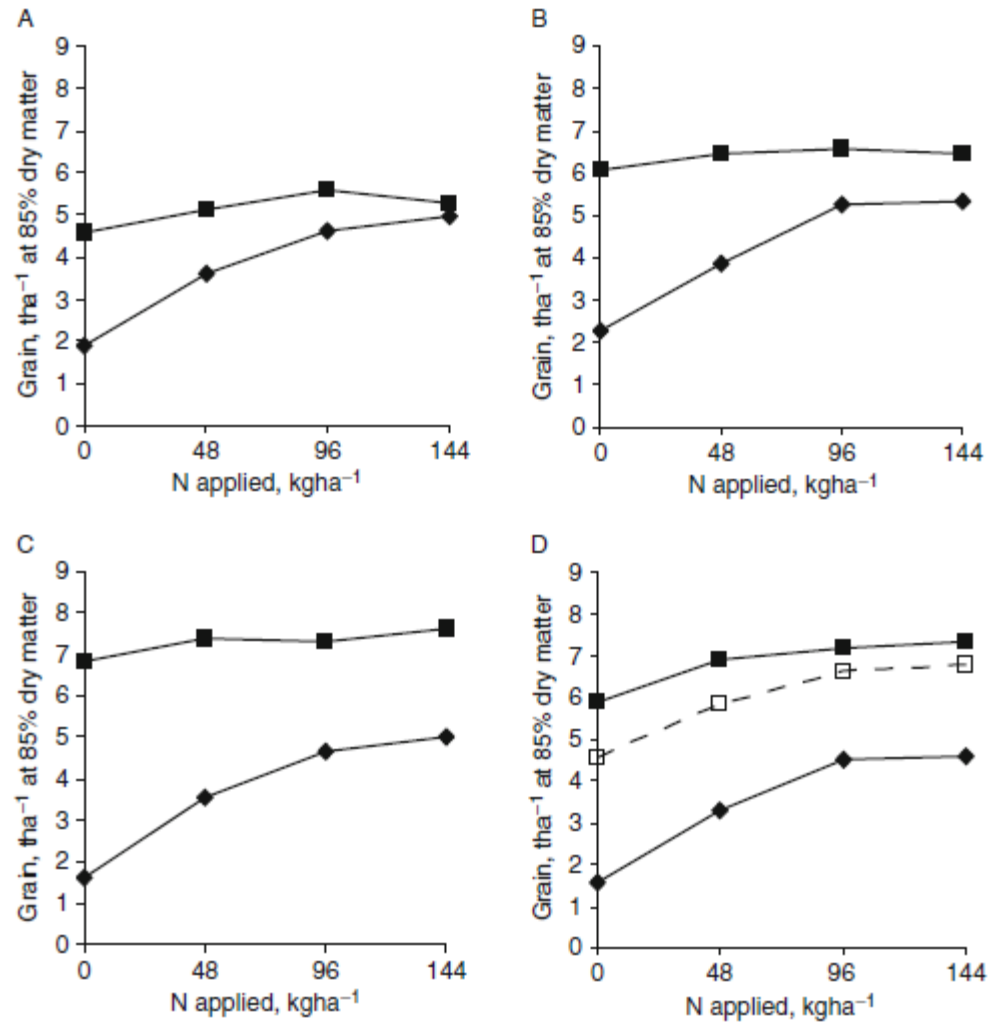 A
Grain, tha⁻¹ at 85% dry matter
9
8
7
6
5
4
3
2
1
0
0 48 96 144
N applied, kgha⁻¹
B
Grain, tha⁻¹ at 85% dry matter
9
8
7
6
5
4
3
2
1
0
0 48 96 144
N applied, kgha⁻¹
C
Grain, tha⁻¹ at 85% dry matter
9
8
7
6
5
4
3
2
1
0
0 48 96 144
N applied, kgha⁻¹
D
Grain, tha⁻¹ at 85% dry matter
9
8
7
6
5
4
3
2
1
0
0 48 96 144
N applied, kgha⁻¹